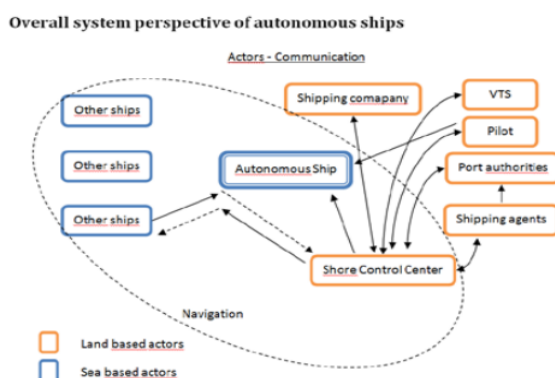 Overall system perspective of autonomous ships
Actors - Communication
Other ships
Shipping comapany
VTS
Pilot
Other ships
Autonomous Ship
Port authorities
Other ships
Shipping agents
Shore Control Center
Navigation
Land based actors
Sea based actors